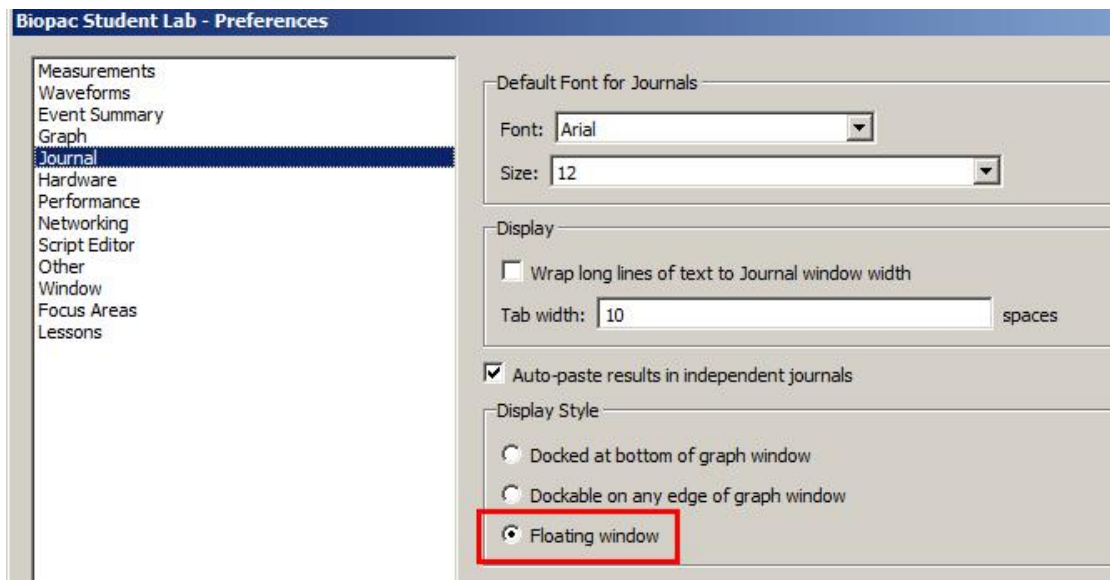 Biopac Student Lab - Preferences
Measurements
Waveforms
Event Summary
Graph
Journal
Hardware
Performance
Networking
Script Editor
Other
Window
Focus Areas
Lessons
Default Font for Journals
Font: Arial
Size: 12
Display
Wrap long lines of text to Journal window width
Tab width: 10 spaces
Auto-paste results in independent journals
Display Style
Docked at bottom of graph window
Dockable on any edge of graph window
Floating window